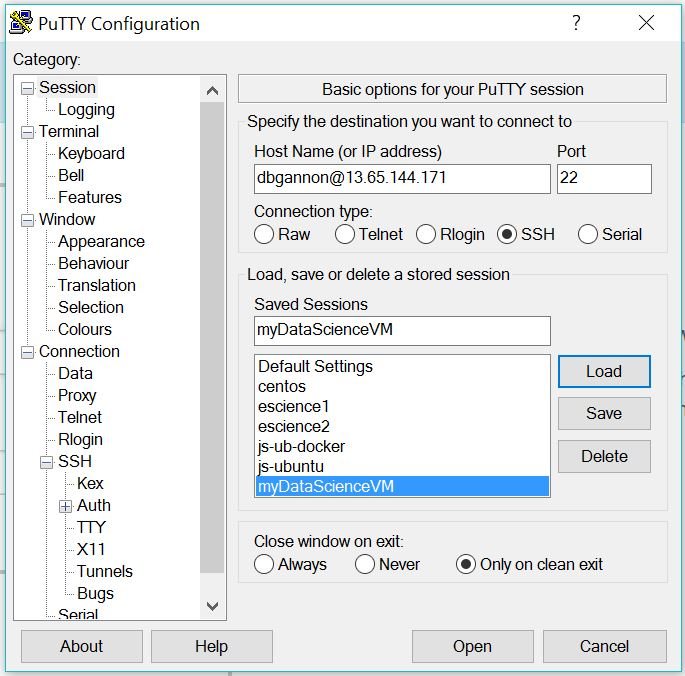 PuTTY Configuration
?
Category:
Session
Logging
Terminal
Keyboard
Bell
Features
Window
Appearance
Behaviour
Translation
Selection
Colours
Connection
Data
Proxy
Telnet
Rlogin
SSH
Kex
Auth
TTY
X11
Tunnels
Bugs
Serial
Basic options for your PuTTY session
Specify the destination you want to connect to
Host Name (or IP address) Port
dbgannon@13.65.144.171 22
Connection type:
Raw Telnet Rlogin SSH Serial
Load, save or delete a stored session
Saved Sessions
myDataScienceVM
Default Settings
centos
escience1
escience2
js-ub-docker
js-ubuntu
myDataScienceVM
Load
Save
Delete
Close window on exit:
Always Never Only on clean exit
About Help Open Cancel